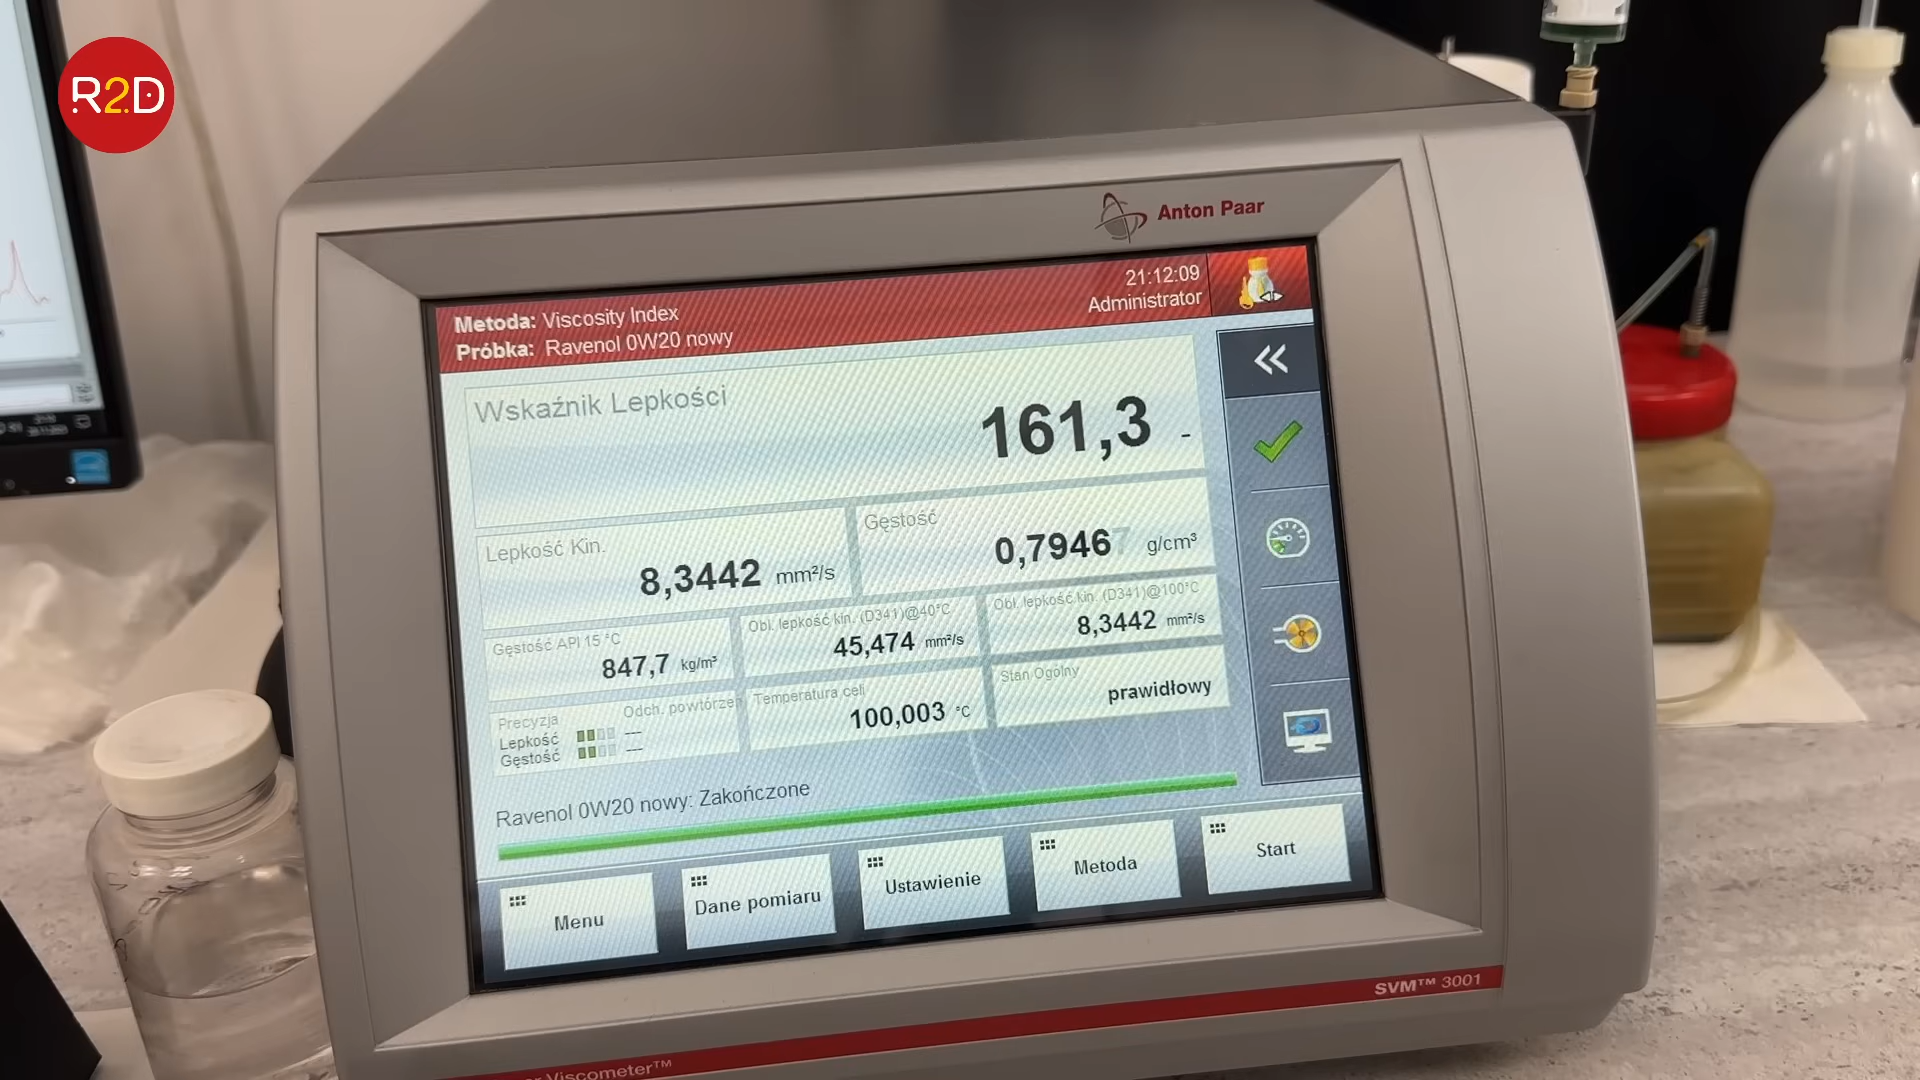 R2D
Anton Paar
21:12:09
Administrator
Metoda: Viscosity Index
Próbka: Ravenol 0W20 nowy
Wskaźnik Lepkości
161,3 -
Lepkość Kin.
8,3442 mm²/s
Gęstość
0,79467 g/cm³
Gęstość API 15 °C
847,7 kg/m³
Obl. lepkość kin. (D341)@40°C
45,474 mm²/s
Obl. lepkość kin. (D341)@100°C
8,3442 mm²/s
Precyzja
Odch. powtórzeń
Lepkość ---
Gęstość ---
Temperatura celi
100,003 °C
Stan Ogólny
prawidłowy
Ravenol 0W20 nowy: Zakończone
Menu
Dane pomiaru
Ustawienie
Metoda
Start
SVM™ 3001
Viscometer™